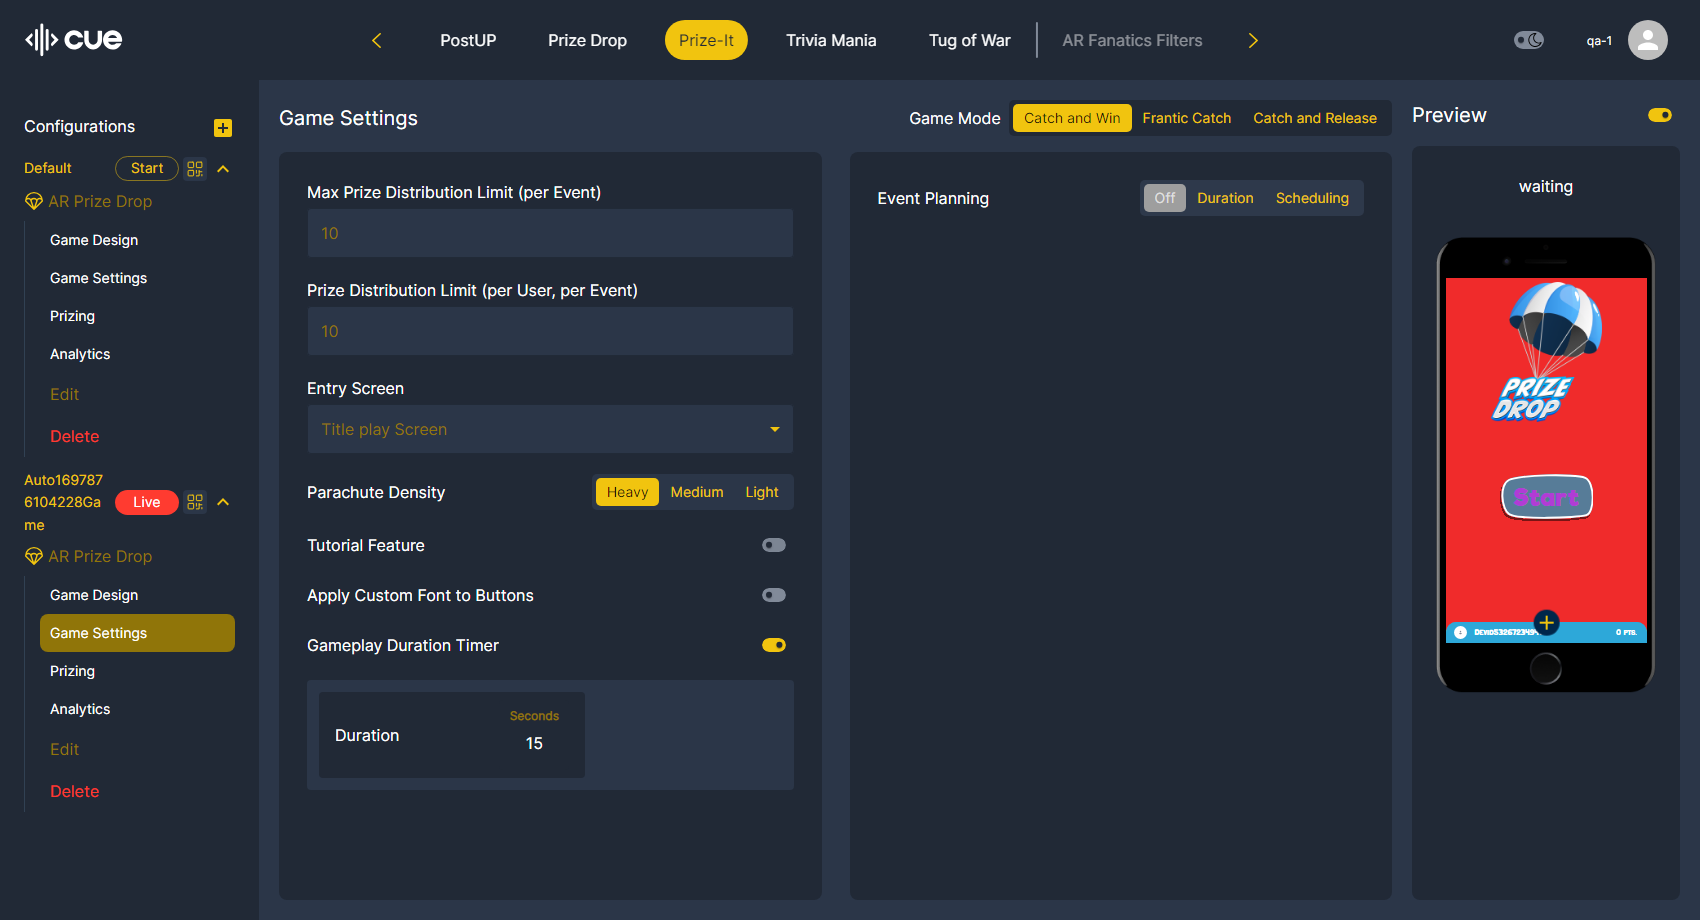 cue
PostUP
Prize Drop
Prize-It
Trivia Mania
Tug of War
AR Fanatics Filters
qa-1
Configurations
Default
Start
AR Prize Drop
Game Design
Game Settings
Prizing
Analytics
Edit
Delete
Auto169787
6104228Ga
me
Live
AR Prize Drop
Game Design
Game Settings
Prizing
Analytics
Edit
Delete
Game Settings
Game Mode
Catch and Win
Frantic Catch
Catch and Release
Max Prize Distribution Limit (per Event)
10
Prize Distribution Limit (per User, per Event)
10
Entry Screen
Title play Screen
Parachute Density
Heavy
Medium
Light
Tutorial Feature
Apply Custom Font to Buttons
Gameplay Duration Timer
Duration
Seconds
15
Event Planning
Off
Duration
Scheduling
Preview
waiting
PRIZE
DROP
Start
0 PTS.